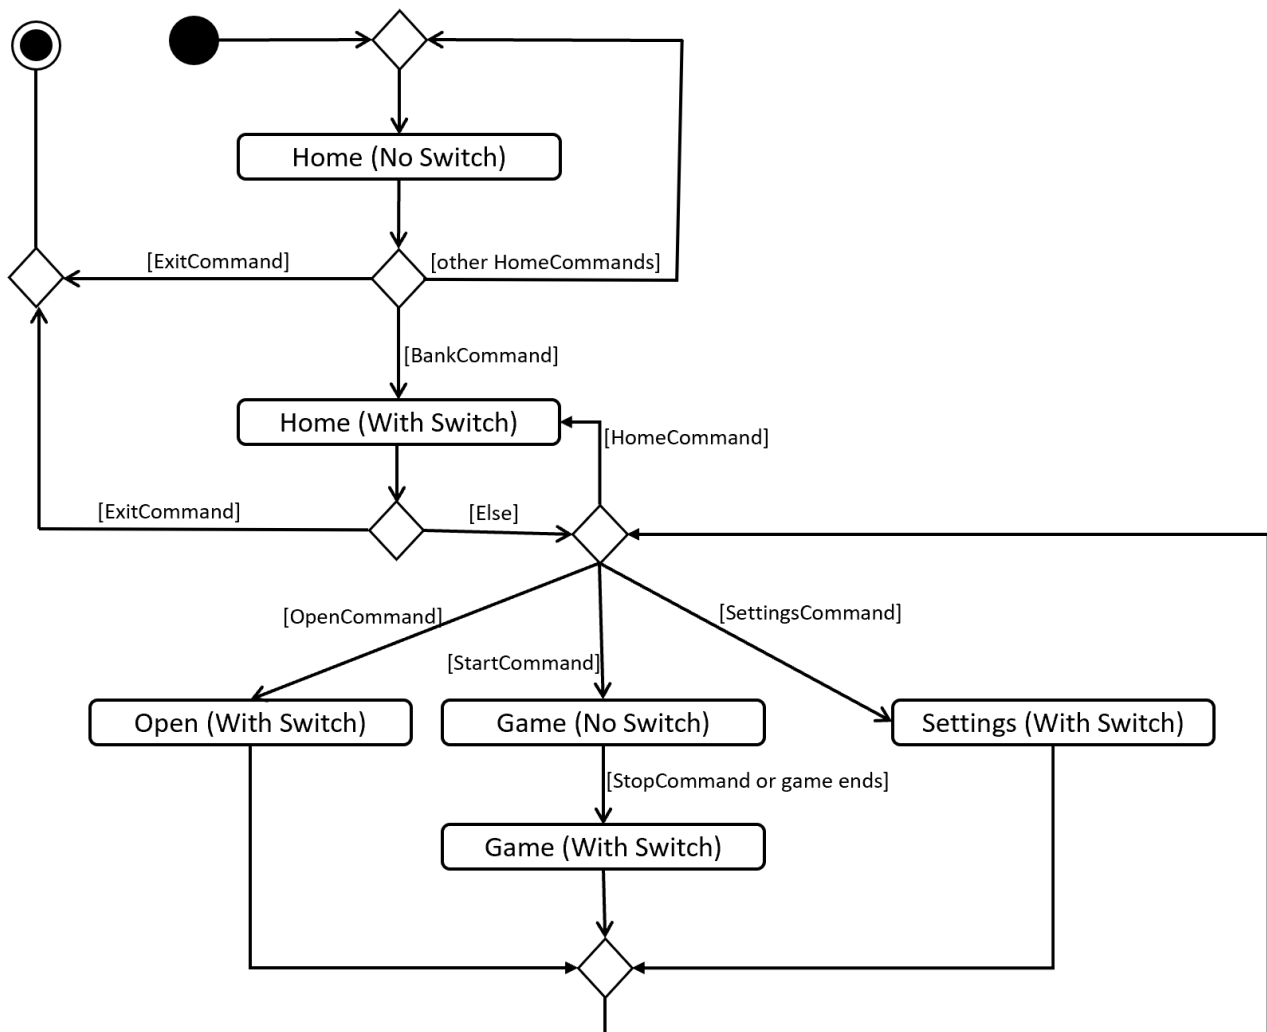 Home (No Switch)
[ExitCommand]
[other HomeCommands]
[BankCommand]
Home (With Switch)
[HomeCommand]
[ExitCommand]
[Else]
[OpenCommand]
[SettingsCommand]
[StartCommand]
Open (With Switch)
Game (No Switch)
Settings (With Switch)
[StopCommand or game ends]
Game (With Switch)